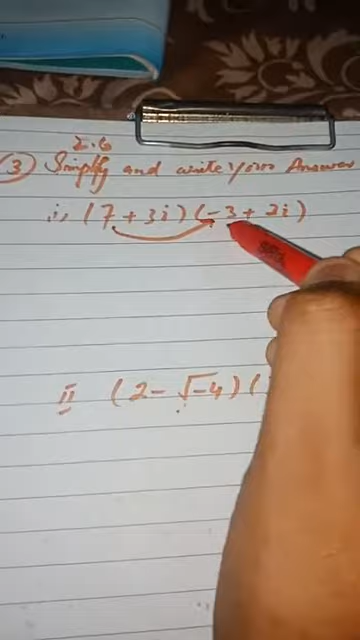 2.6
(3) Simplify and write your Answer
i, (7 + 3i) (-3 + 2i)
ii (2 - √-4) (